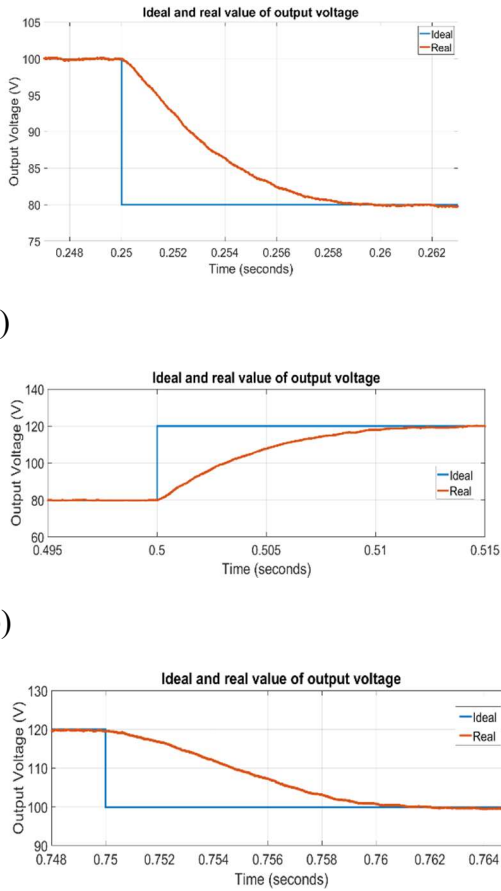 Ideal and real value of output voltage
105
Ideal
Real
100
95
90
85
80
75
Output Voltage (V)
0.248 0.25 0.252 0.254 0.256 0.258 0.26 0.262
Time (seconds)
)
Ideal and real value of output voltage
140
120
100
80
60
Output Voltage (V)
Ideal
Real
0.495 0.5 0.505 0.51 0.515
Time (seconds)
)
Ideal and real value of output voltage
130
120
110
100
90
Output Voltage (V)
Ideal
Real
0.748 0.75 0.752 0.754 0.756 0.758 0.76 0.762 0.764
Time (seconds)